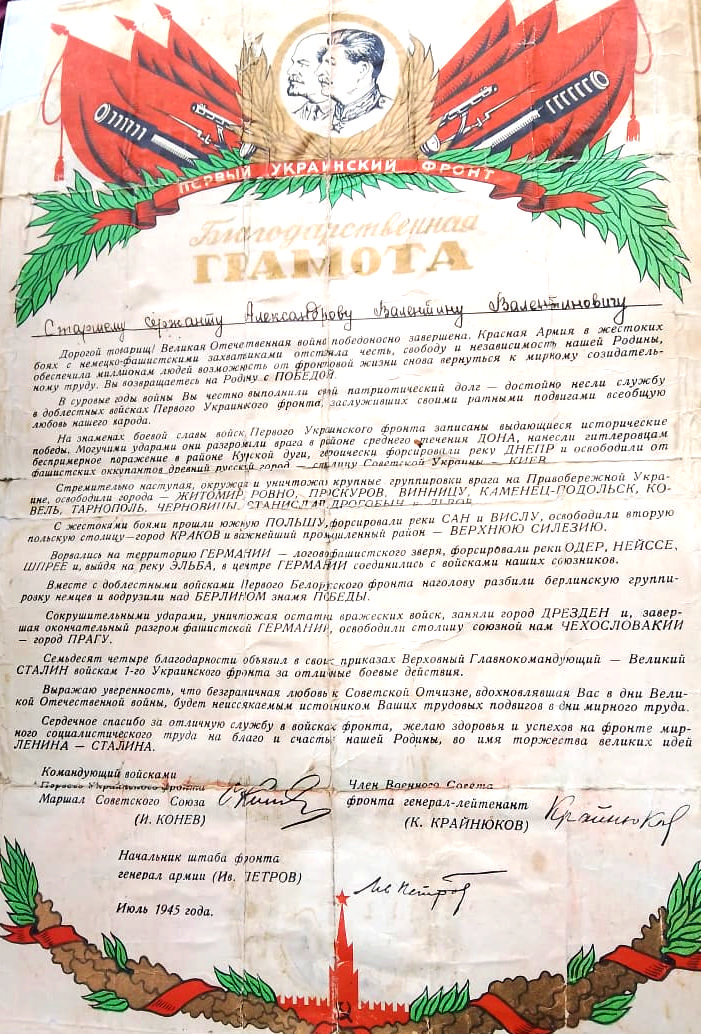 ПЕРВЫЙ УКРАИНСКИЙ ФРОНТ
Благодарственная
ГРАМОТА
Старшему сержанту Александрову Валентину Валентиновичу
Дорогой товарищ! Великая Отечественная война победоносно завершена. Красная Армия в жестоких
боях с немецко-фашистскими захватчиками отстояла честь, свободу и независимость нашей Родины,
обеспечила миллионам людей возможность от фронтовой жизни снова вернуться к мирному созидатель-
ному труду. Вы возвращаетесь на Родину с ПОБЕДОЙ.
В суровые годы войны Вы честно выполнили свой патриотический долг — достойно несли службу
в доблестных войсках Первого Украинского фронта, заслуживших своими ратными подвигами всеобщую
любовь нашего народа.
На знаменах боевой славы войск Первого Украинского фронта записаны выдающиеся исторические
победы. Могучими ударами они разгромили врага в районе среднего течения ДОНА, нанесли гитлеровцам
беспримерное поражение в районе Курской дуги, героически форсировали реку ДНЕПР и освободили от
фашистских оккупантов древний русский город — столицу Советской Украины — КИЕВ.
Стремительно наступая, окружая и уничтожая крупные группировки врага на Правобережной Укра-
ине, освободили города — ЖИТОМИР, РОВНО, ПРОСКУРОВ, ВИННИЦУ, КАМЕНЕЦ-ПОДОЛЬСК, КО-
ВЕЛЬ, ТАРНОПОЛЬ, ЧЕРНОВИЦЫ, СТАНИСЛАВ, ДРОГОБЫЧ и ЛЬВОВ.
С жестокими боями прошли южную ПОЛЬШУ, форсировали реки САН и ВИСЛУ, освободили вторую
польскую столицу—город КРАКОВ и важнейший промышленный район — ВЕРХНЮЮ СИЛЕЗИЮ.
Ворвались на территорию ГЕРМАНИИ — логово фашистского зверя, форсировали реки ОДЕР, НЕЙССЕ,
ШПРЕЕ и, выйдя на реку ЭЛЬБА, в центре ГЕРМАНИИ соединились с войсками наших союзников.
Вместе с доблестными войсками Первого Белорусского фронта наголову разбили берлинскую группи-
ровку немцев и водрузили над БЕРЛИНОМ знамя ПОБЕДЫ.
Сокрушительными ударами, уничтожая остатки вражеских войск, заняли город ДРЕЗДЕН и, завер-
шая окончательный разгром фашистской ГЕРМАНИИ, освободили столицу союзной нам ЧЕХОСЛОВАКИИ
— город ПРАГУ.
Семьдесят четыре благодарности объявил в своих приказах Верховный Главнокомандующий — Великий
СТАЛИН войскам 1-го Украинского фронта за отличные боевые действия.
Выражаю уверенность, что безграничная любовь к Советской Отчизне, вдохновлявшая Вас в дни Вели-
кой Отечественной войны, будет неиссякаемым источником Ваших трудовых подвигов в дни мирного труда.
Сердечное спасибо за отличную службу в войсках фронта, желаю здоровья и успехов на фронте мир-
ного социалистического труда на благо и счастье нашей Родины, во имя торжества великих идей
ЛЕНИНА — СТАЛИНА.
Командующий войсками
Первого Украинского фронта
Маршал Советского Союза
(И. КОНЕВ)
Член Военного Совета
фронта генерал-лейтенант
(К. КРАЙНЮКОВ)
Крайнюков
Начальник штаба фронта
генерал армии (Ив. ПЕТРОВ)
Ив Петров
Июль 1945 года.